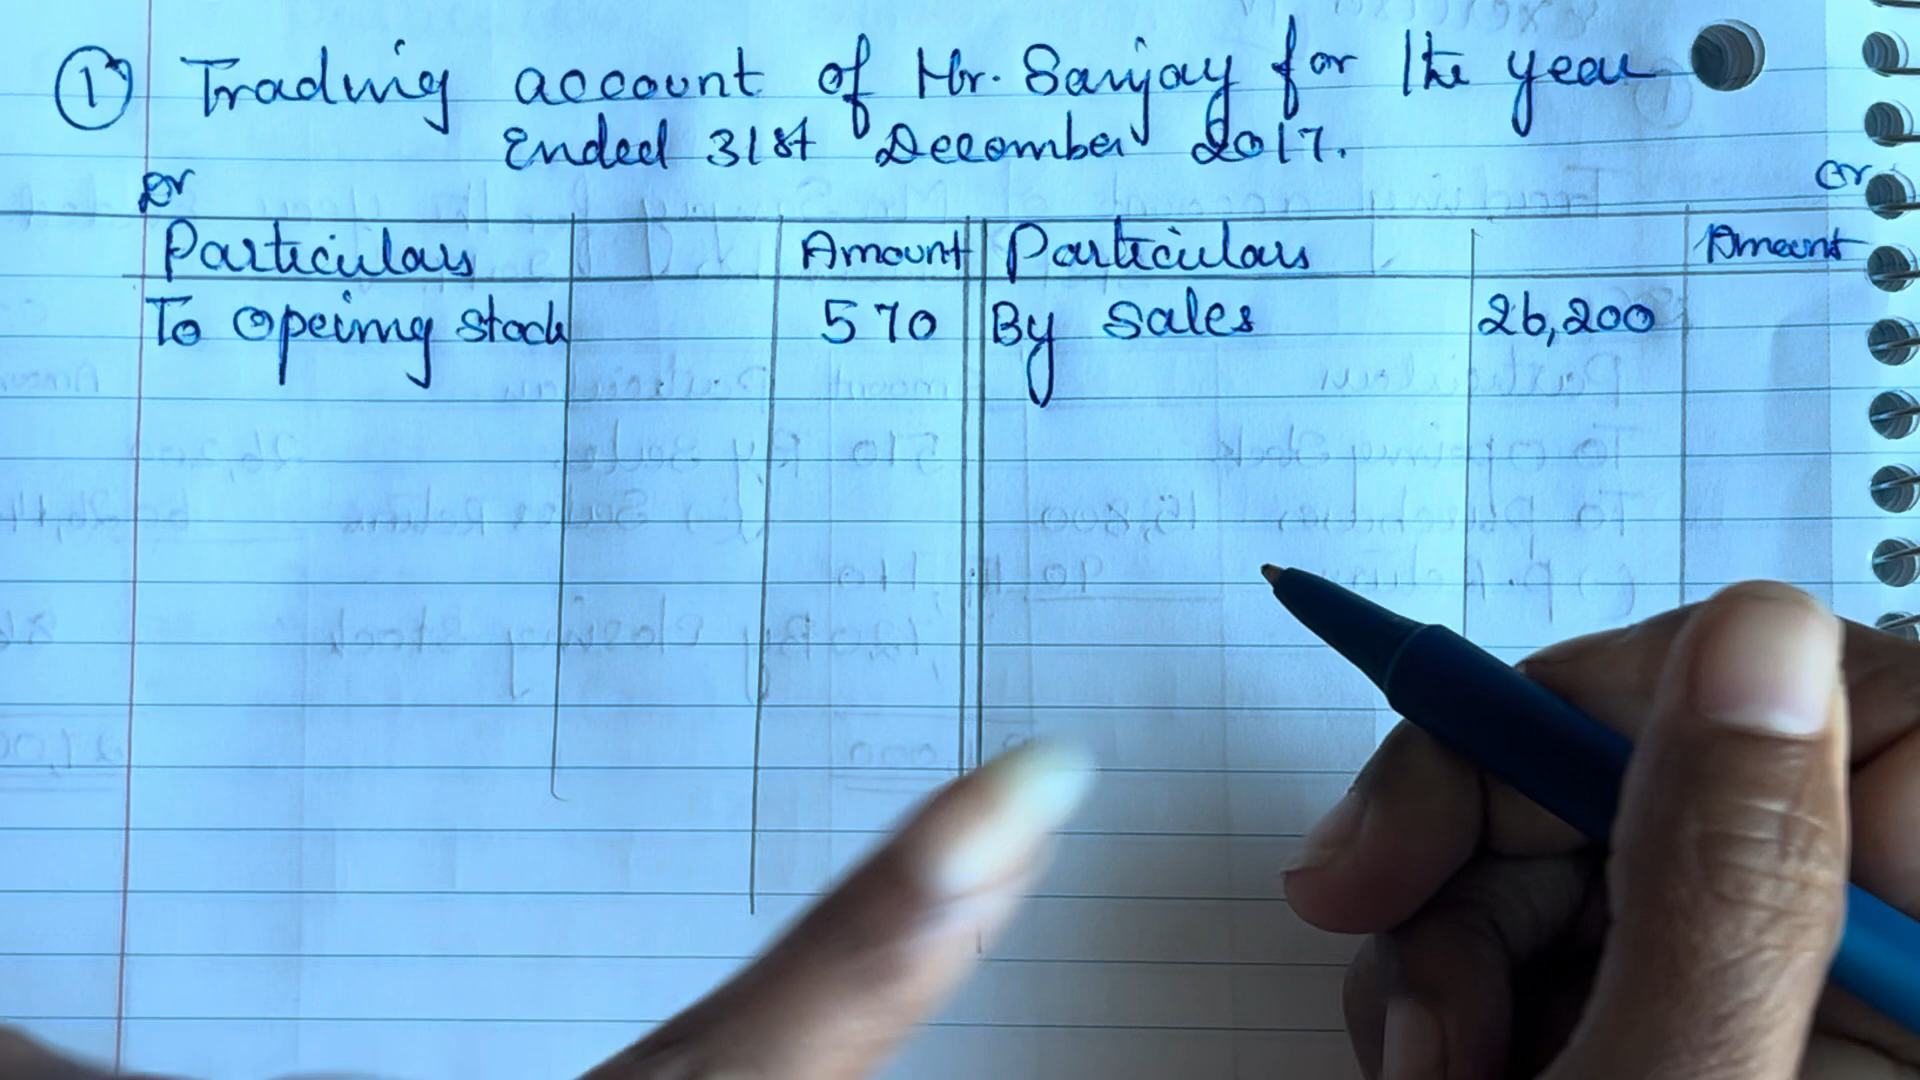 1 Trading account of Mr. Sanjay for the year
Ended 31st December 2017.
Dr Cr
Particulars Amount Particulars Amount
To Opeimg stock 570 By Sales 26,200